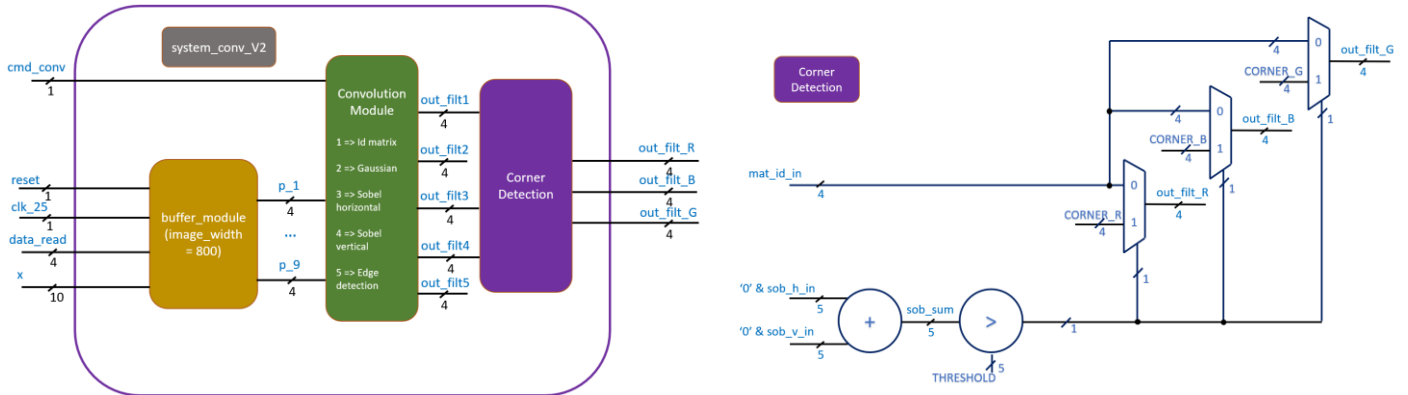 system_conv_V2
cmd_conv
1
Convolution
Module
1 => Id matrix
2 => Gaussian
3 => Sobel
horizontal
4 => Sobel
vertical
5 => Edge
detection
out_filt1
4
out_filt2
4
out_filt3
4
out_filt4
4
out_filt5
4
Corner
Detection
out_filt_R
4
out_filt_B
4
out_filt_G
4
reset
1
clk_25
1
data_read
4
x
10
buffer_module
(image_width
= 800)
p_1
4
...
p_9
4
Corner
Detection
4
0
out_filt_G
4
CORNER_G
4
1
1
4
0
out_filt_B
4
CORNER_B
4
1
1
mat_id_in
4
0
out_filt_R
4
CORNER_R
4
1
1
'0' & sob_h_in
5
'0' & sob_v_in
5
+
sob_sum
5
>
1
THRESHOLD
5